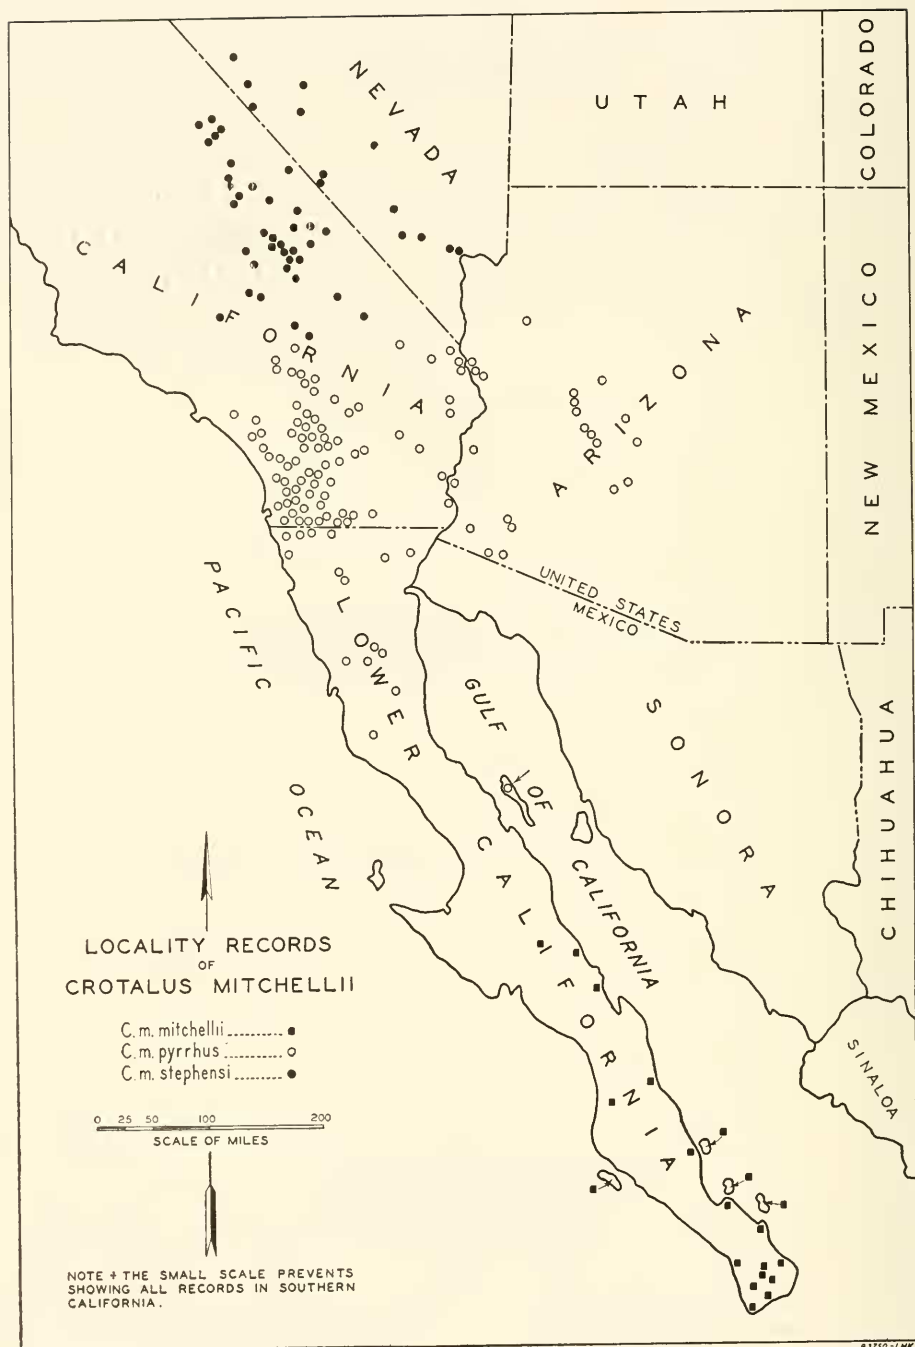 NEVADA
UTAH
COLORADO
CALIFORNIA
ARIZONA
NEW MEXICO
UNITED STATES
MEXICO
PACIFIC
OCEAN
LOWER CALIFORNIA
GULF
OF
CALIFORNIA
SONORA
CHIHUAHUA
SINALOA
LOCALITY RECORDS
OF
CROTALUS MITCHELLII
C.m. mitchellii
C.m. pyrrhus
C.m. stephensi
0 25 50 100 200
SCALE OF MILES
NOTE + THE SMALL SCALE PREVENTS
SHOWING ALL RECORDS IN SOUTHERN
CALIFORNIA.